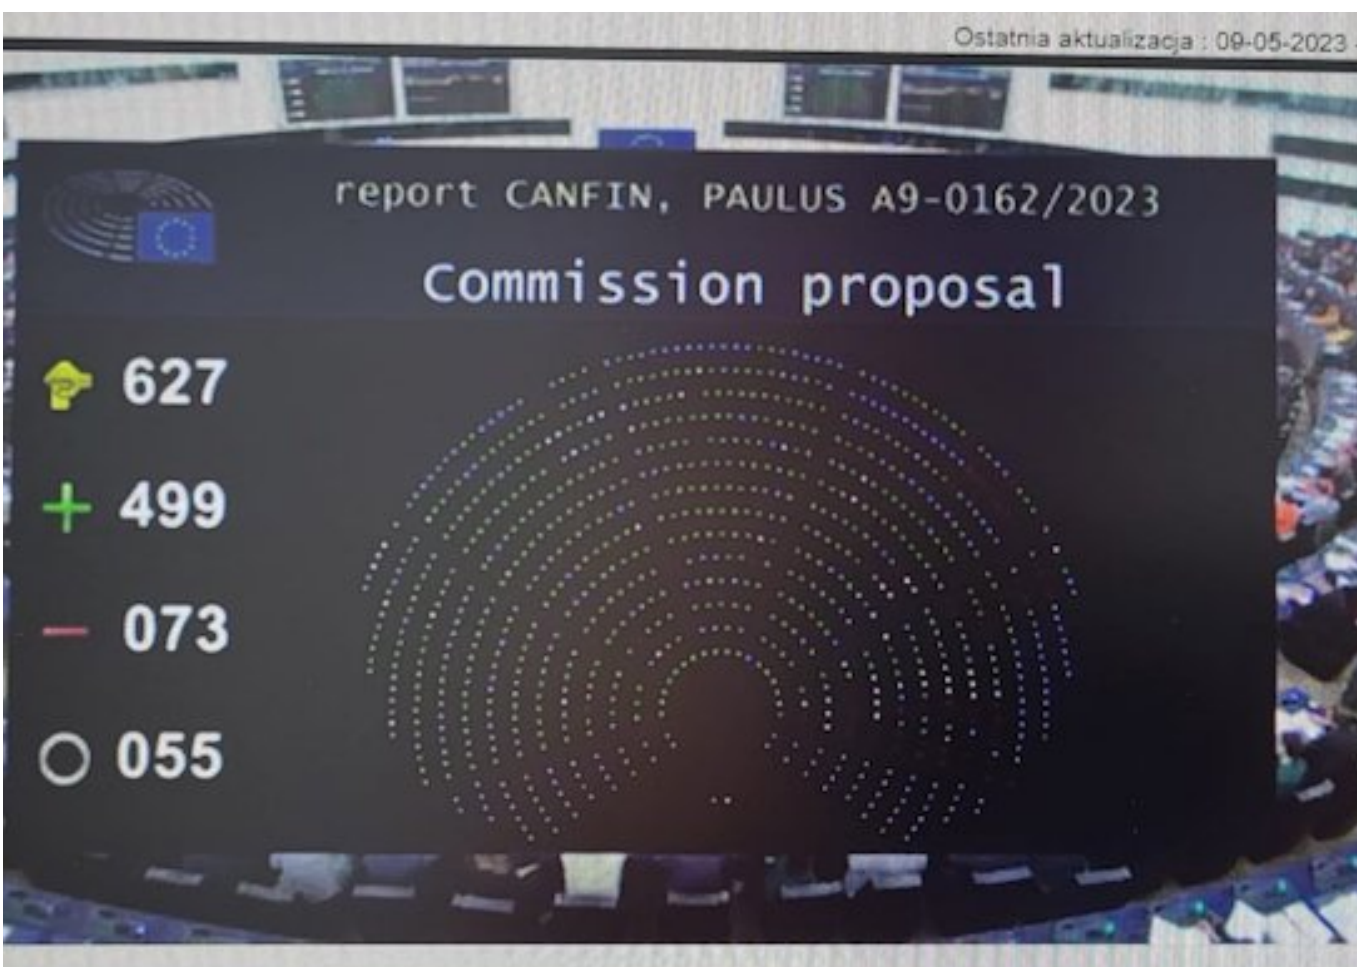 Ostatnia aktualizacja : 09-05-2023
report CANFIN, PAULUS A9-0162/2023
Commission proposal
627
499
073
055